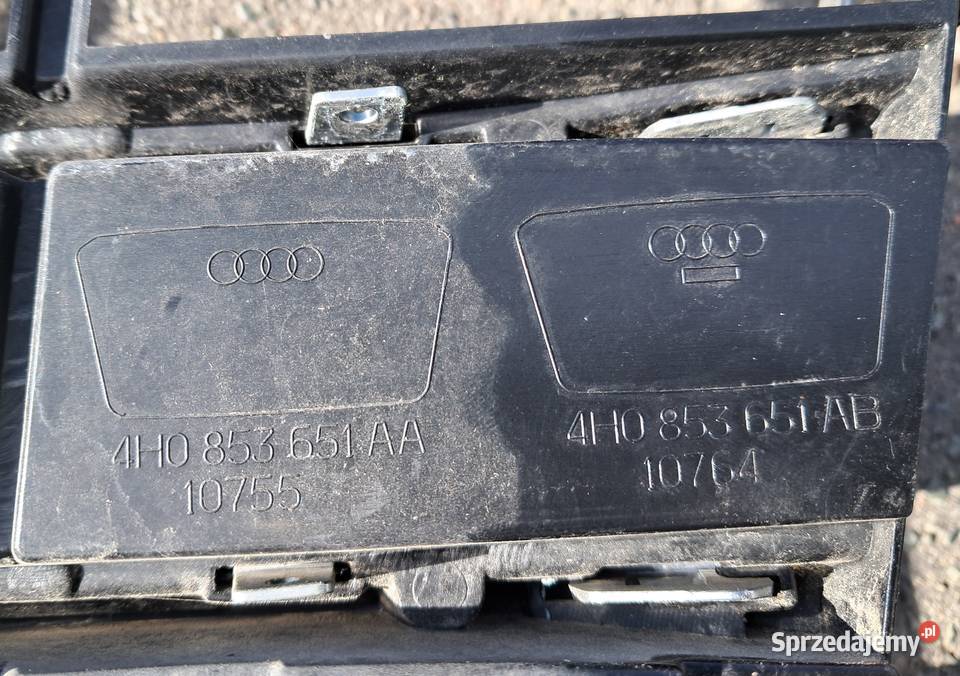 4H0 853 651 AA
10755
4H0 853 651 AB
10764
Sprzedajemy.pl